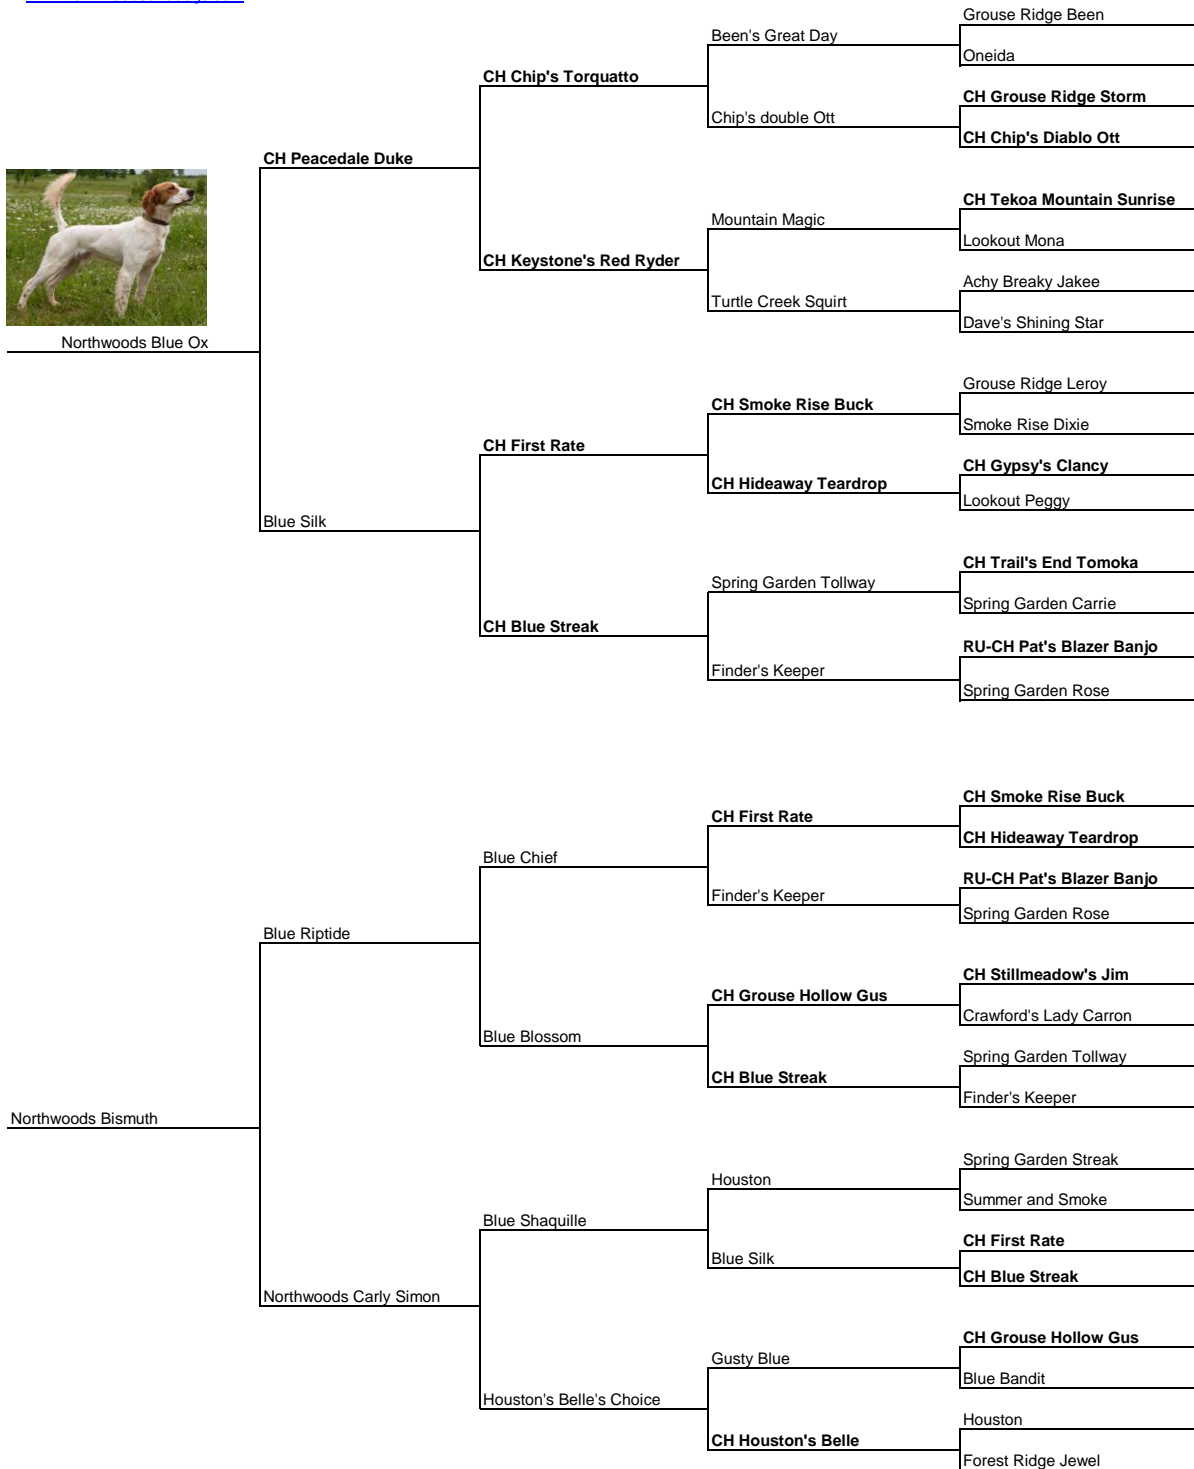 Grouse Ridge Been
Been's Great Day
Oneida
CH Chip's Torquatto
CH Grouse Ridge Storm
Chip's double Ott
CH Chip's Diablo Ott
CH Peacedale Duke
CH Tekoa Mountain Sunrise
Mountain Magic
Lookout Mona
CH Keystone's Red Ryder
Achy Breaky Jakee
Turtle Creek Squirt
Dave's Shining Star
Northwoods Blue Ox
Grouse Ridge Leroy
CH Smoke Rise Buck
Smoke Rise Dixie
CH First Rate
CH Gypsy's Clancy
CH Hideaway Teardrop
Lookout Peggy
Blue Silk
CH Trail's End Tomoka
Spring Garden Tollway
Spring Garden Carrie
CH Blue Streak
RU-CH Pat's Blazer Banjo
Finder's Keeper
Spring Garden Rose
CH Smoke Rise Buck
CH First Rate
CH Hideaway Teardrop
Blue Chief
RU-CH Pat's Blazer Banjo
Finder's Keeper
Spring Garden Rose
Blue Riptide
CH Stillmeadow's Jim
CH Grouse Hollow Gus
Crawford's Lady Carron
Blue Blossom
Spring Garden Tollway
CH Blue Streak
Finder's Keeper
Northwoods Bismuth
Spring Garden Streak
Houston
Summer and Smoke
Blue Shaquille
CH First Rate
Blue Silk
CH Blue Streak
Northwoods Carly Simon
CH Grouse Hollow Gus
Gusty Blue
Blue Bandit
Houston's Belle's Choice
Houston
CH Houston's Belle
Forest Ridge Jewel